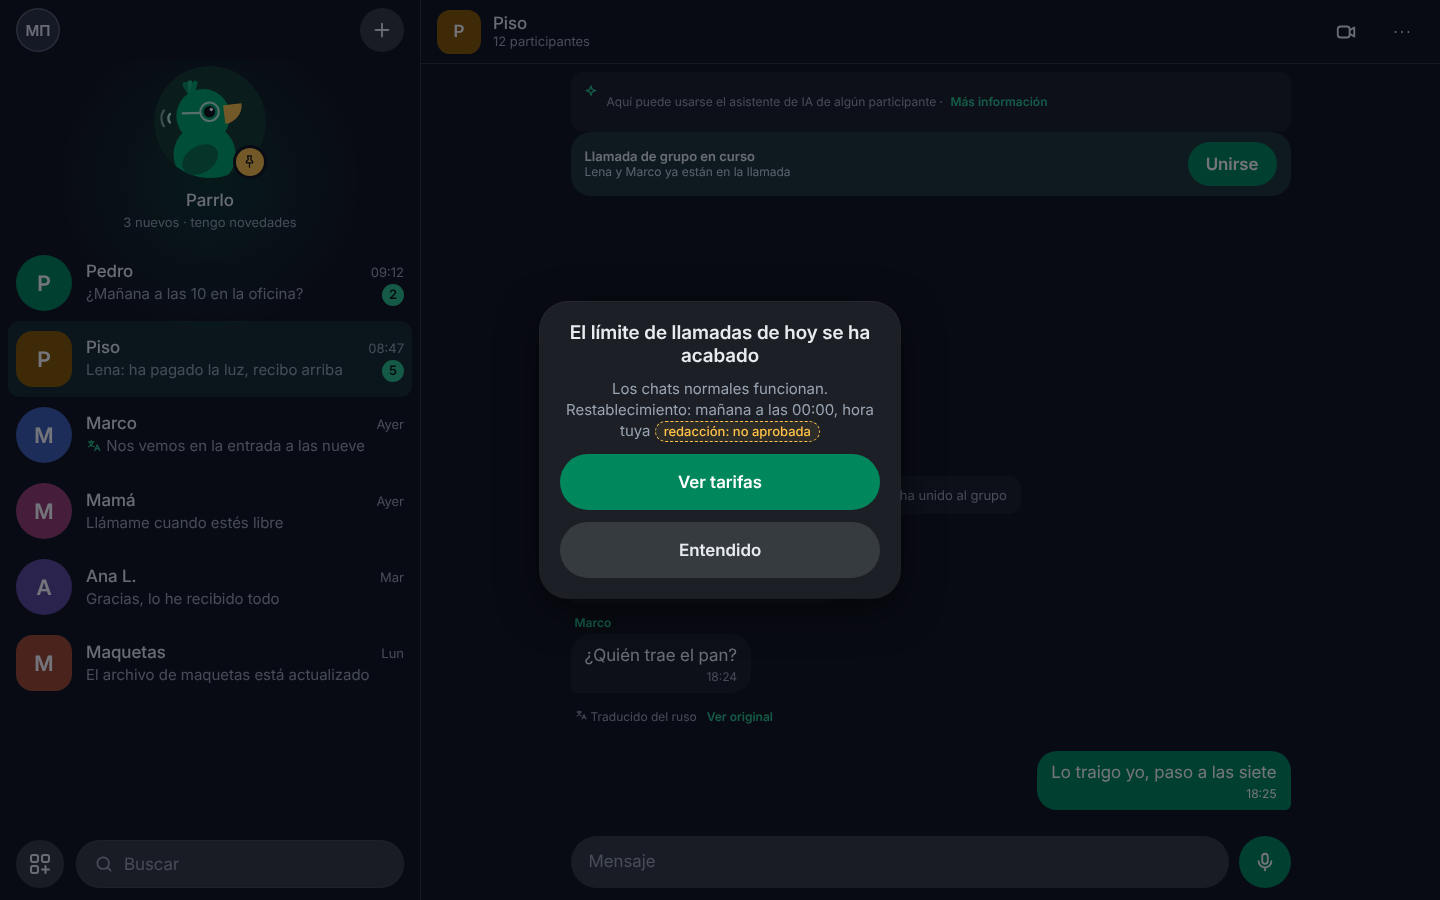 МП
Parrlo
3 nuevos · tengo novedades
Pedro
09:12
¿Mañana a las 10 en la oficina?
2
P
Piso
08:47
Lena: ha pagado la luz, recibo arriba
5
P
Marco
Ayer
Nos vemos en la entrada a las nueve
M
Mamá
Ayer
Llámame cuando estés libre
M
Ana L.
Mar
Gracias, lo he recibido todo
A
Maquetas
Lun
El archivo de maquetas está actualizado
M
Buscar
P
Piso
12 participantes
Aquí puede usarse el asistente de IA de algún participante · Más información
Llamada de grupo en curso
Lena y Marco ya están en la llamada
Unirse
El límite de llamadas de hoy se ha
acabado
Los chats normales funcionan.
Restablecimiento: mañana a las 00:00, hora
tuya redacción: no aprobada
Ver tarifas
Entendido
ha unido al grupo
Marco
¿Quién trae el pan?
18:24
Traducido del ruso Ver original
Lo traigo yo, paso a las siete
18:25
Mensaje